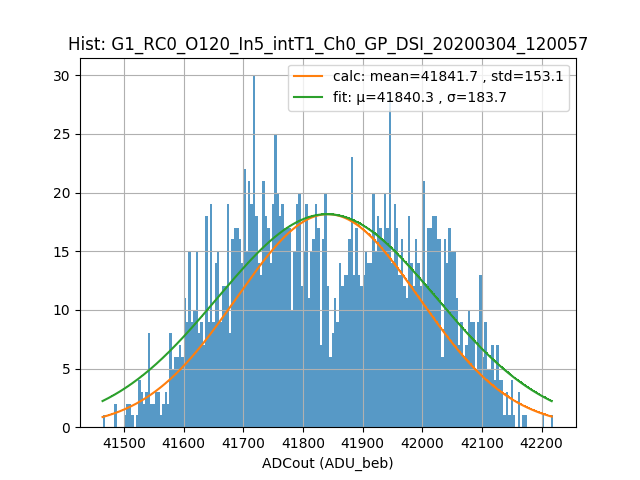 Hist: G1_RC0_O120_In5_intT1_Ch0_GP_DSI_20200304_120057
calc: mean=41841.7 , std=153.1
fit: μ=41840.3 , σ=183.7
30
25
20
15
10
5
0
41500 41600 41700 41800 41900 42000 42100 42200
ADCout (ADU_beb)